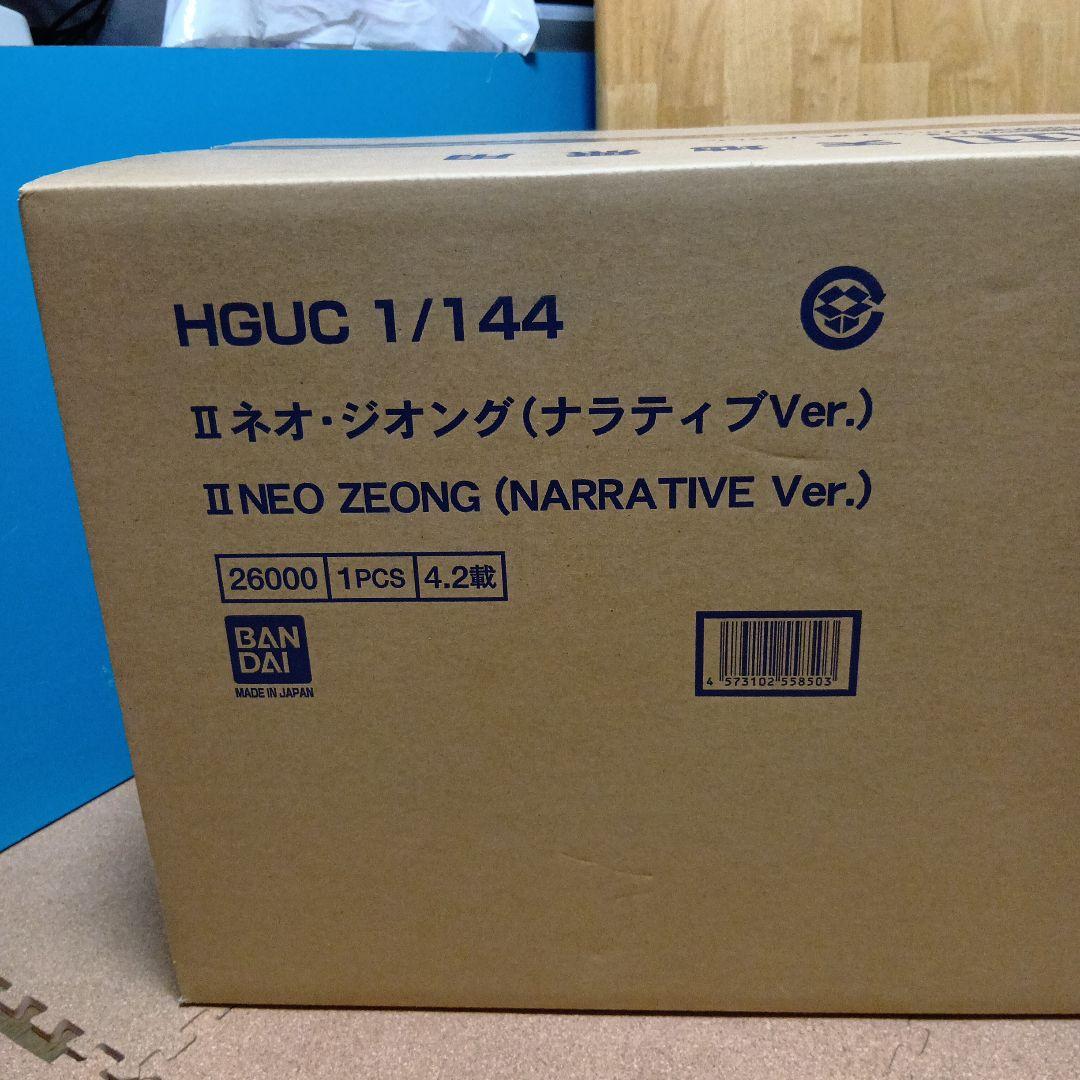 HGUC 1/144
Ⅱネオ・ジオング(ナラティブVer.)
ⅡNEO ZEONG (NARRATIVE Ver.)
26000 1PCS 4.2載
BAN
DAI
MADE IN JAPAN
4 573102 558503